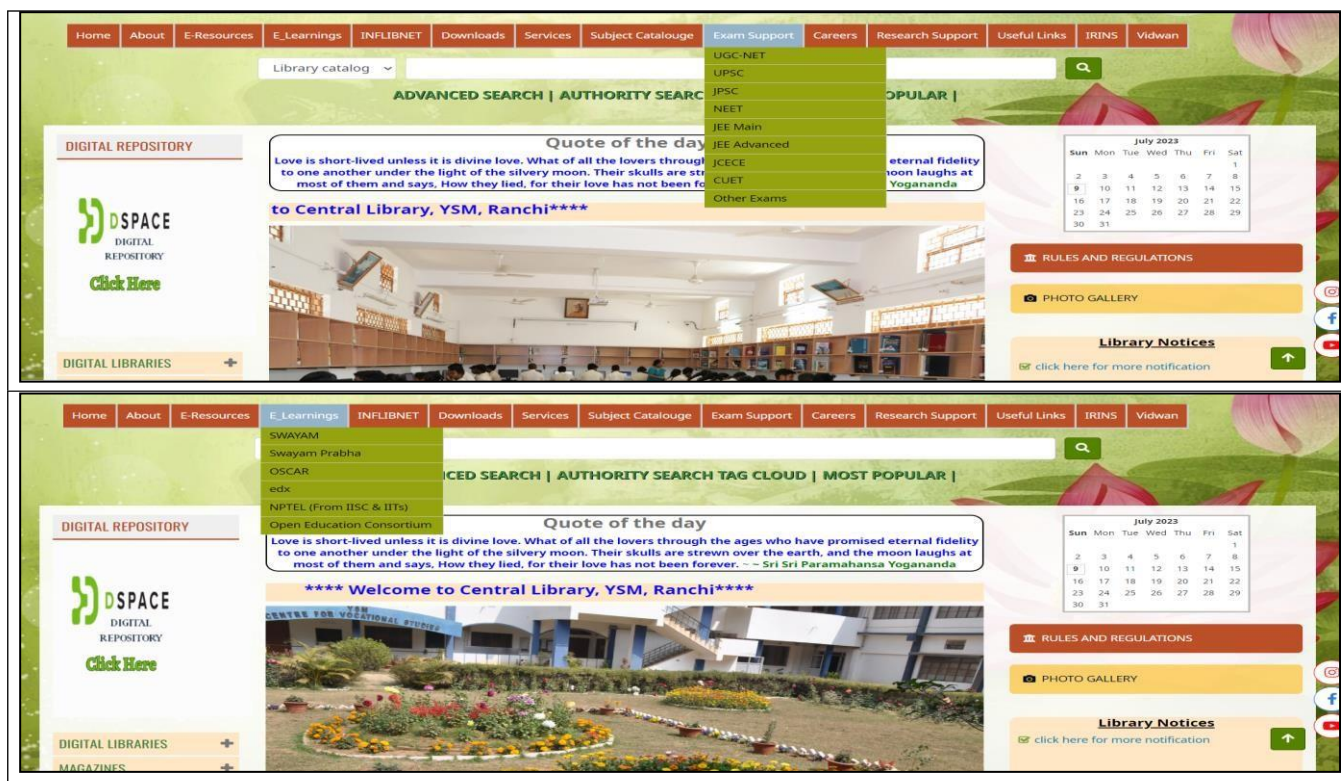 Home About E-Resources E_Learnings INFLIBNET Downloads Services Subject Catalouge Exam Support Careers Research Support Useful Links IRINS Vidwan
UGC-NET
UPSC
JPSC
NEET
JEE Main
JEE Advanced
JCECE
CUET
Other Exams
Library catalog
ADVANCED SEARCH | AUTHORITY SEARC OPULAR |
DIGITAL REPOSITORY
DSPACE
DIGITAL
REPOSITORY
Click Here
DIGITAL LIBRARIES +
Quote of the day
Love is short-lived unless it is divine love. What of all the lovers through eternal fidelity
to one another under the light of the silvery moon. Their skulls are str noon laughs at
most of them and says, How they lied, for their love has not been fo Yogananda
to Central Library, YSM, Ranchi****
July 2023
Sun Mon Tue Wed Thu Fri Sat
1
2 3 4 5 6 7 8
9 10 11 12 13 14 15
16 17 18 19 20 21 22
23 24 25 26 27 28 29
30 31
RULES AND REGULATIONS
PHOTO GALLERY
Library Notices
click here for more notification
Home About E-Resources E_Learnings INFLIBNET Downloads Services Subject Catalouge Exam Support Careers Research Support Useful Links IRINS Vidwan
SWAYAM
Swayam Prabha
OSCAR
edx
NPTEL (From IISC & IITs)
Open Education Consortium
CED SEARCH | AUTHORITY SEARCH TAG CLOUD | MOST POPULAR |
DIGITAL REPOSITORY
DSPACE
DIGITAL
REPOSITORY
Click Here
DIGITAL LIBRARIES +
MAGAZINES +
Quote of the day
Love is short-lived unless it is divine love. What of all the lovers through the ages who have promised eternal fidelity
to one another under the light of the silvery moon. Their skulls are strewn over the earth, and the moon laughs at
most of them and says, How they lied, for their love has not been forever. ~ ~ Sri Sri Paramahansa Yogananda
**** Welcome to Central Library, YSM, Ranchi****
YSM
CENTRE FOR VOCATIONAL STUDIES
July 2023
Sun Mon Tue Wed Thu Fri Sat
1
2 3 4 5 6 7 8
9 10 11 12 13 14 15
16 17 18 19 20 21 22
23 24 25 26 27 28 29
30 31
RULES AND REGULATIONS
PHOTO GALLERY
Library Notices
click here for more notification